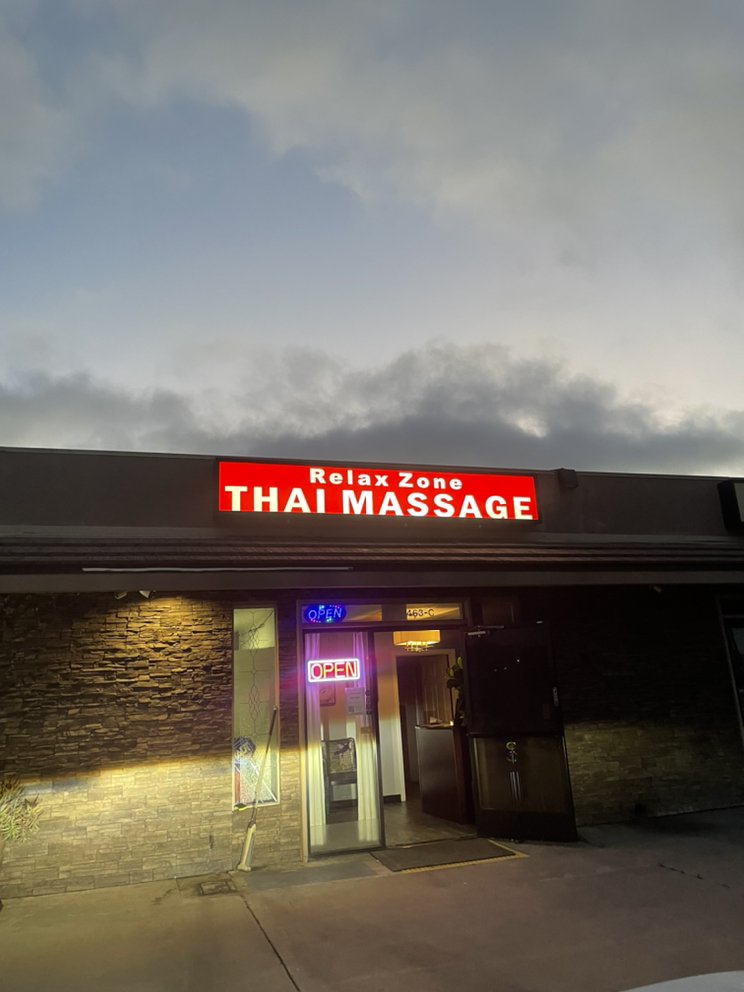 Relax Zone
THAI MASSAGE
OPEN
463-C
OPEN